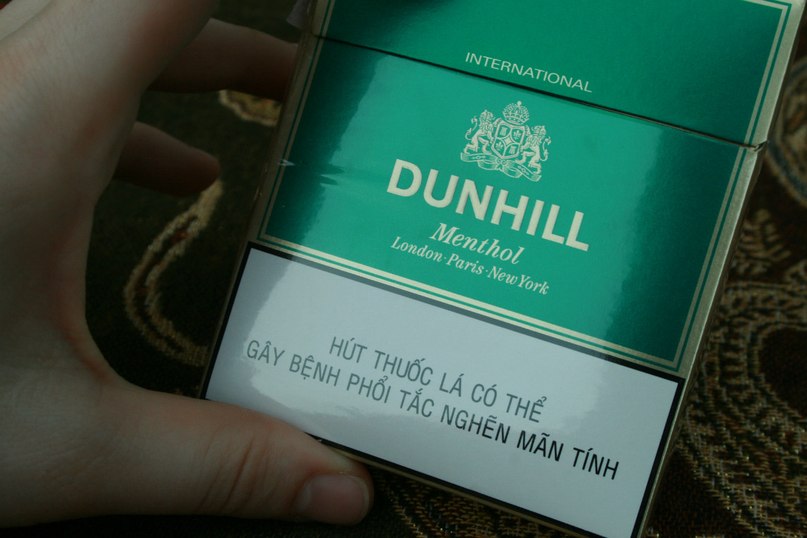 INTERNATIONAL
DUNHILL
Menthol
London·Paris·New York
HÚT THUỐC LÁ CÓ THỂ
GÂY BỆNH PHỔI TẮC NGHẼN MÃN TÍNH